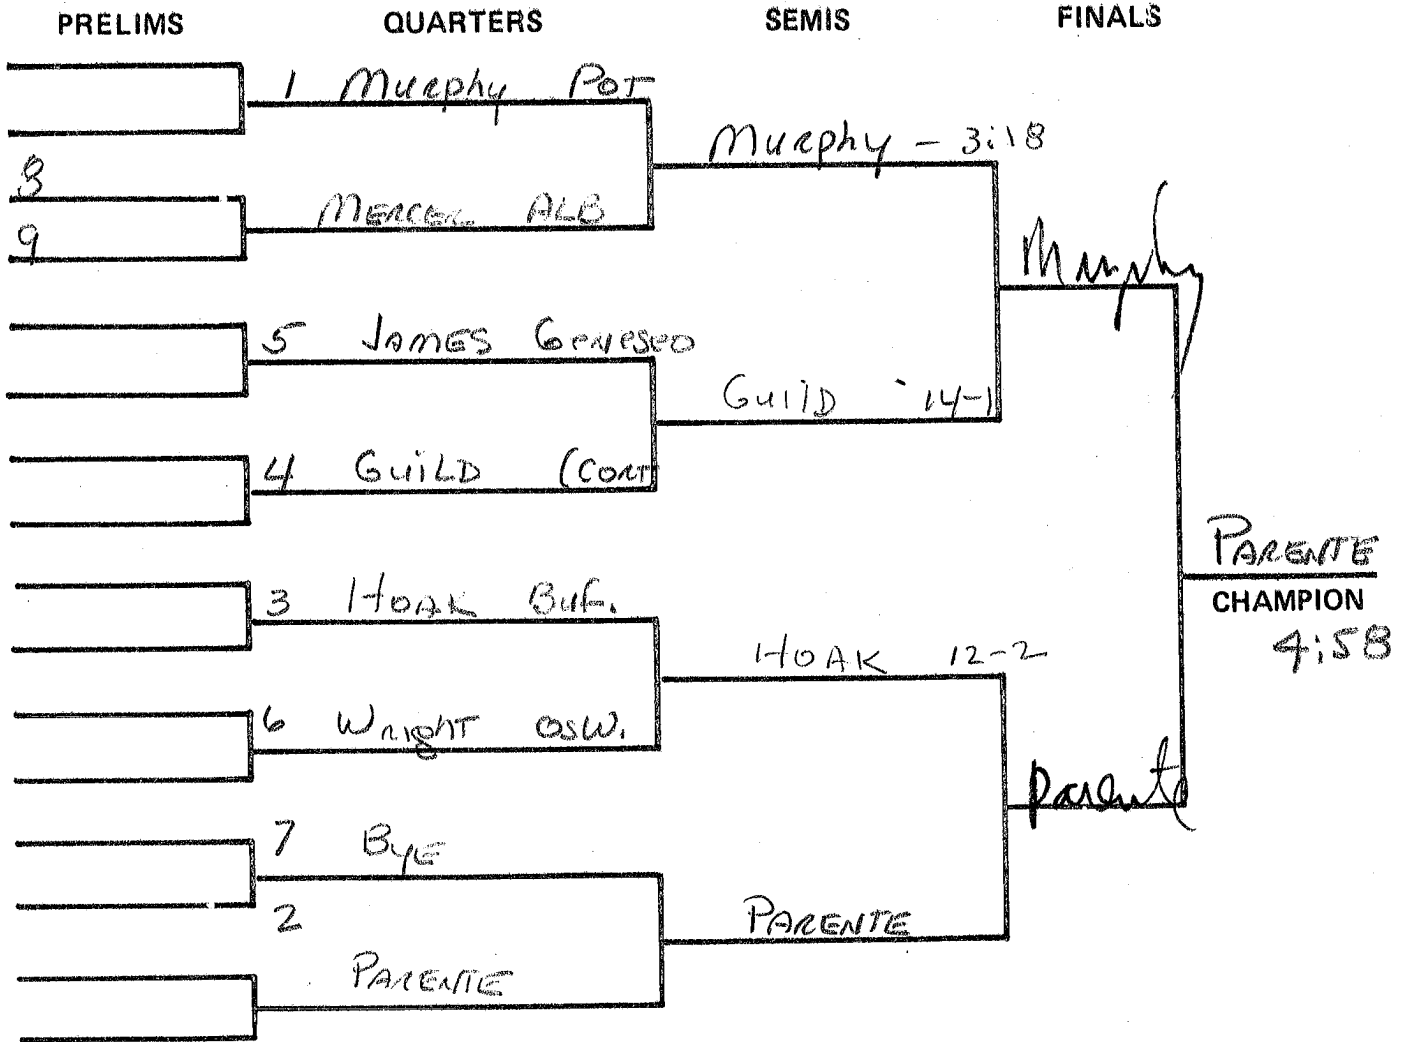 PRELIMS QUARTERS SEMIS FINALS
1 Murphy POT
Murphy - 3:18
8
MERCER ALB
9
Murphy
5 JAMES Geneseo
GuilD 14-1
4 GuiLD (CORT
PARENTE
3 HOAK BUF.
CHAMPION
4:58
HOAK 12-2
6 WRighT OSW.
Parente
7 BYE
2
PARENTE
PARENTE